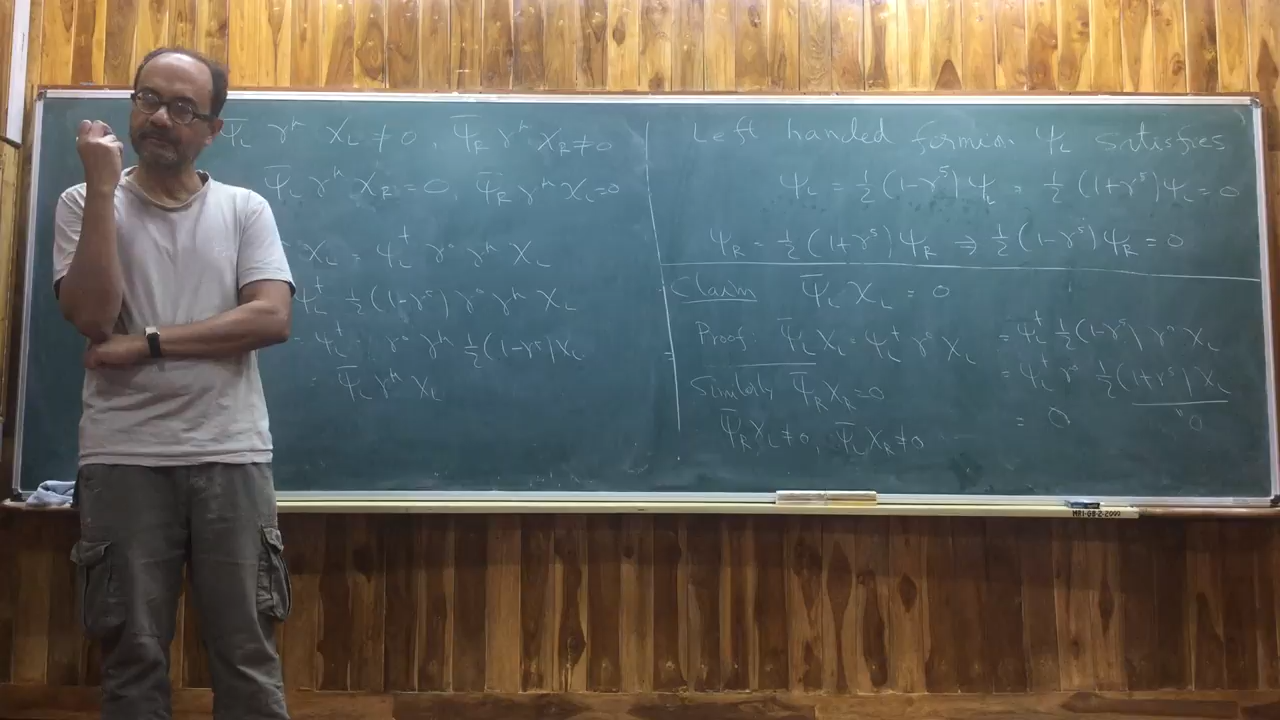 ψ̄_L γ^μ χ_L ≠ 0, ψ̄_R γ^μ χ_R ≠ 0
ψ̄_L γ^μ χ_R = 0, ψ̄_R γ^μ χ_L = 0
χ_L = ψ_L^† γ^0 γ^μ χ_L
ψ_L^† ½(1-γ^5) γ^0 γ^μ χ_L
= ψ_L^† γ^0 γ^μ ½(1-γ^5) χ_L
= ψ̄_L γ^μ χ_L
Left handed fermion ψ_L satisfies
ψ_L = ½(1-γ^5) ψ_L, ½(1+γ^5) ψ_L = 0
ψ_R = ½(1+γ^5) ψ_R ⇒ ½(1-γ^5) ψ_R = 0
Claim ψ̄_L χ_L = 0
Proof: ψ̄_L χ_L = ψ_L^† γ^0 χ_L = ψ_L^† ½(1-γ^5) γ^0 χ_L
= ψ_L^† γ^0 ½(1+γ^5) χ_L
"0
= 0
Similarly ψ̄_R χ_R = 0
ψ̄_R χ_L ≠ 0, ψ̄_L χ_R ≠ 0
MRI-GB-2-2000